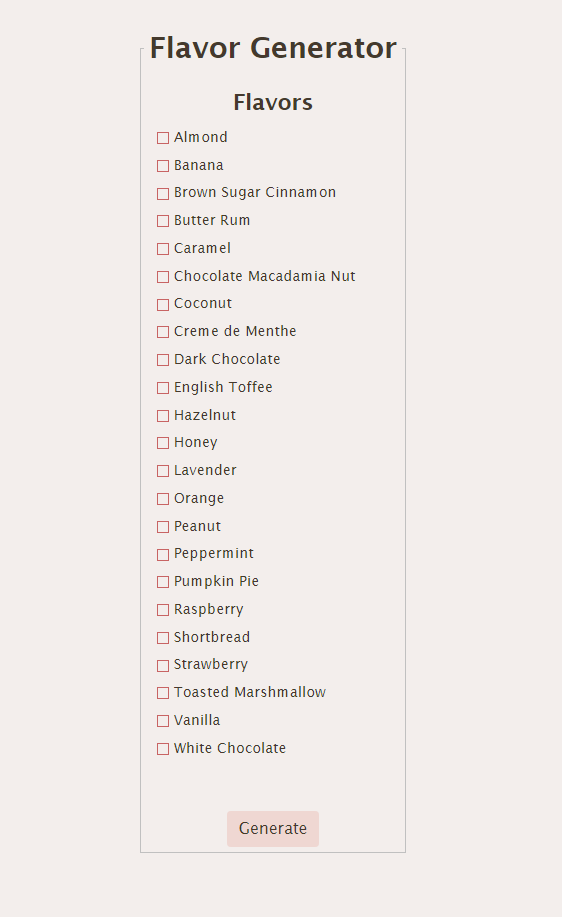 Flavor Generator
Flavors
Almond
Banana
Brown Sugar Cinnamon
Butter Rum
Caramel
Chocolate Macadamia Nut
Coconut
Creme de Menthe
Dark Chocolate
English Toffee
Hazelnut
Honey
Lavender
Orange
Peanut
Peppermint
Pumpkin Pie
Raspberry
Shortbread
Strawberry
Toasted Marshmallow
Vanilla
White Chocolate
Generate